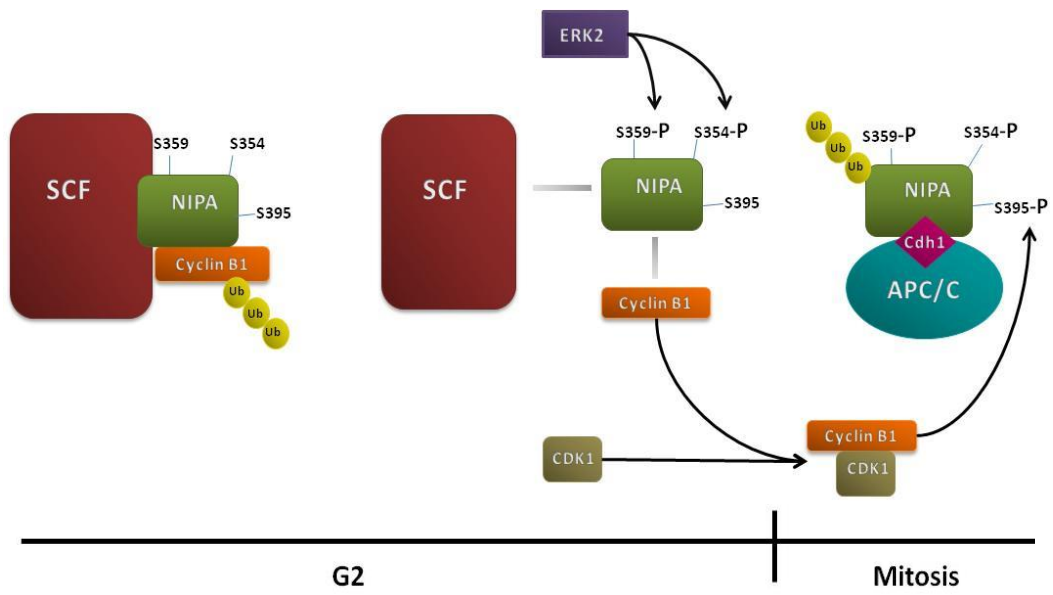 ERK2
SCF
S359
S354
NIPA
S395
Cyclin B1
Ub
Ub
Ub
SCF
S359-P
S354-P
NIPA
S395
Cyclin B1
CDK1
Ub
Ub
Ub
S359-P
S354-P
NIPA
S395-P
Cdh1
APC/C
Cyclin B1
CDK1
G2
Mitosis